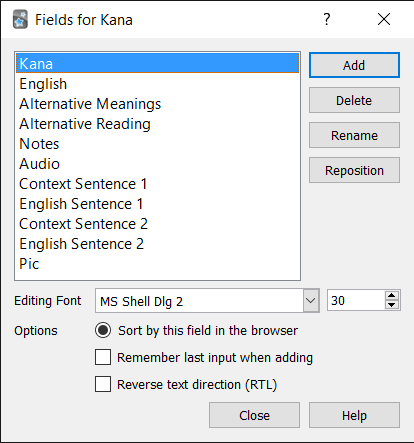 Fields for Kana
?
Kana
English
Alternative Meanings
Alternative Reading
Notes
Audio
Context Sentence 1
English Sentence 1
Context Sentence 2
English Sentence 2
Pic
Add
Delete
Rename
Reposition
Editing Font MS Shell Dlg 2 30
Options Sort by this field in the browser
Remember last input when adding
Reverse text direction (RTL)
Close Help